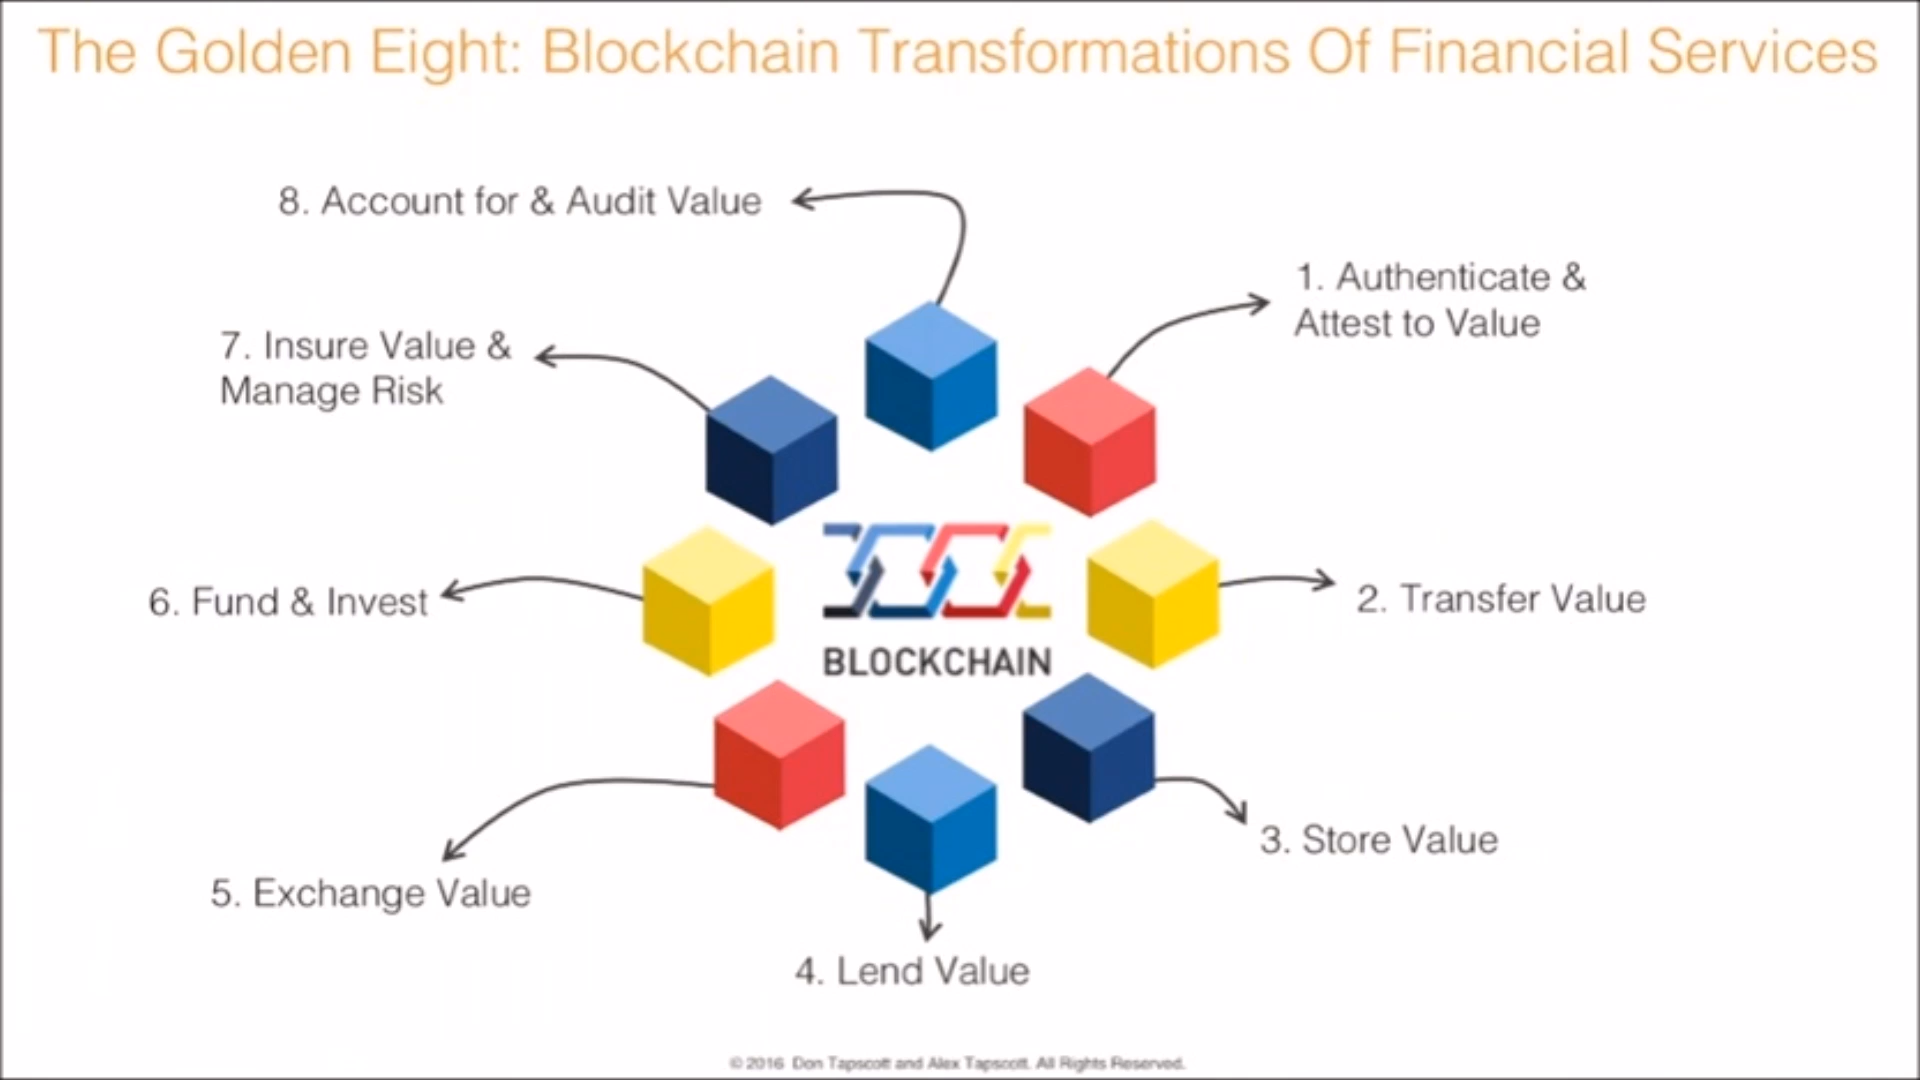 The Golden Eight: Blockchain Transformations Of Financial Services
8. Account for & Audit Value
1. Authenticate &
Attest to Value
7. Insure Value &
Manage Risk
6. Fund & Invest
2. Transfer Value
BLOCKCHAIN
3. Store Value
5. Exchange Value
4. Lend Value
© 2016 Don Tapscott and Alex Tapscott. All Rights Reserved.